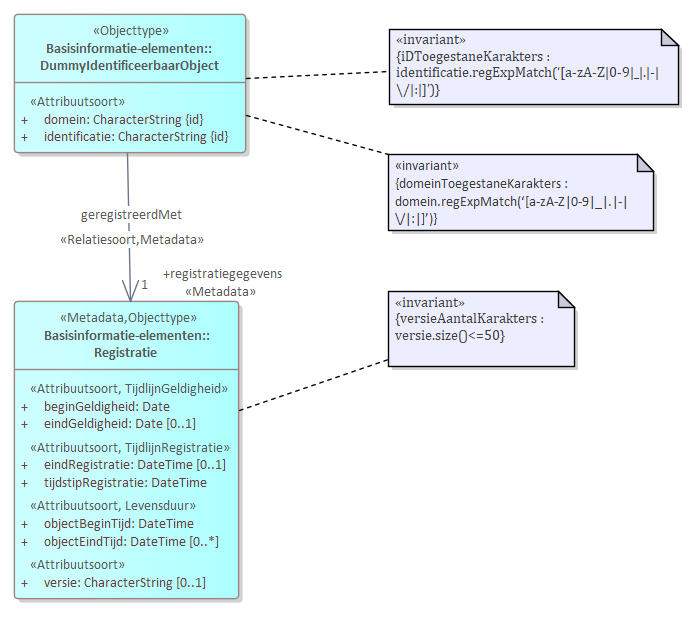 «Objecttype»
Basisinformatie-elementen::
DummyIdentificeerbaarObject
«Attribuutsoort»
+ domein: CharacterString {id}
+ identificatie: CharacterString {id}
«invariant»
{iDToegestaneKarakters :
identificatie.regExpMatch(‘[a-zA-Z|0-9|_|.|-|
\/|:|]’)}
«invariant»
{domeinToegestaneKarakters :
domein.regExpMatch(‘[a-zA-Z|0-9|_|.|-|
\/|:|]’)}
geregistreerdMet
«Relatiesoort,Metadata»
1
+registratiegegevens
«Metadata»
«Metadata,Objecttype»
Basisinformatie-elementen::
Registratie
«Attribuutsoort, TijdlijnGeldigheid»
+ beginGeldigheid: Date
+ eindGeldigheid: Date [0..1]
«Attribuutsoort, TijdlijnRegistratie»
+ eindRegistratie: DateTime [0..1]
+ tijdstipRegistratie: DateTime
«Attribuutsoort, Levensduur»
+ objectBeginTijd: DateTime
+ objectEindTijd: DateTime [0..*]
«Attribuutsoort»
+ versie: CharacterString [0..1]
«invariant»
{versieAantalKarakters :
versie.size()<=50}